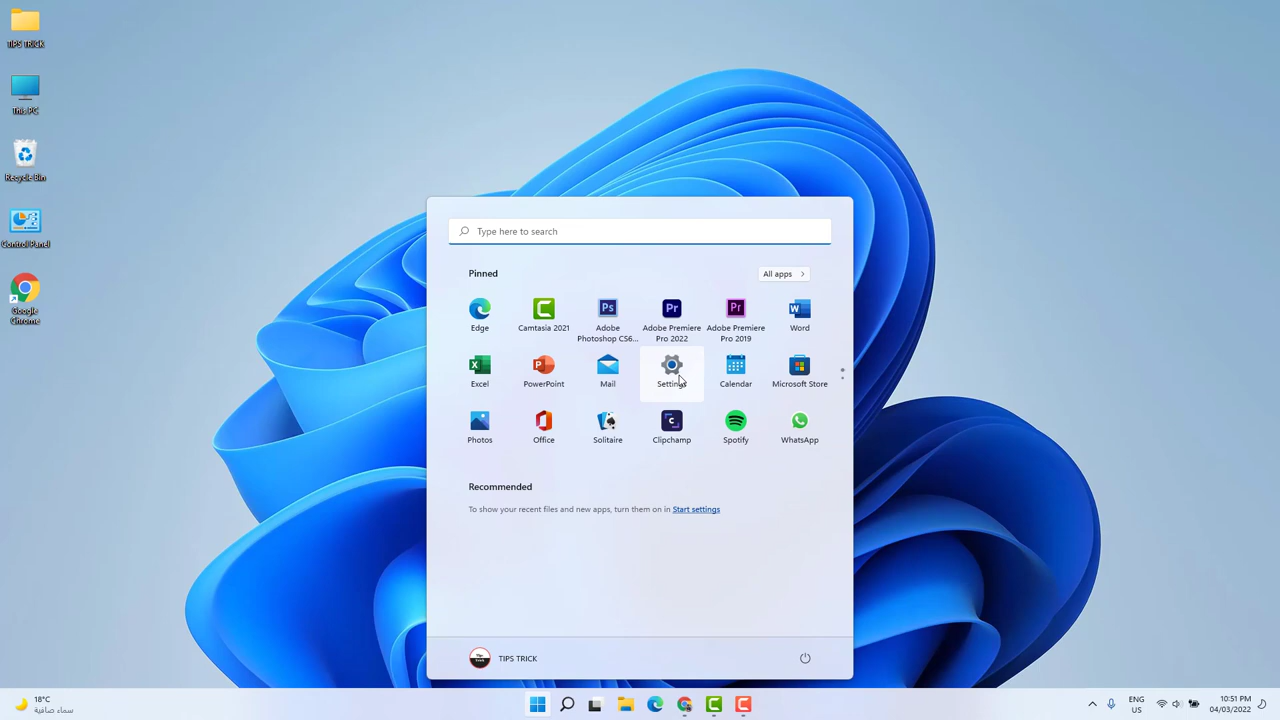 TIPS TRICK
This PC
Recycle Bin
Control Panel
Google
Chrome
Type here to search
Pinned
All apps
Edge
Camtasia 2021
Adobe
Photoshop CS6...
Adobe Premiere
Pro 2022
Adobe Premiere
Pro 2019
Word
Excel
PowerPoint
Mail
Settings
Calendar
Microsoft Store
Photos
Office
Solitaire
Clipchamp
Spotify
WhatsApp
Recommended
To show your recent files and new apps, turn them on in Start settings
TIPS TRICK
18°C
سماء صافية
ENG
US
10:51 PM
04/03/2022